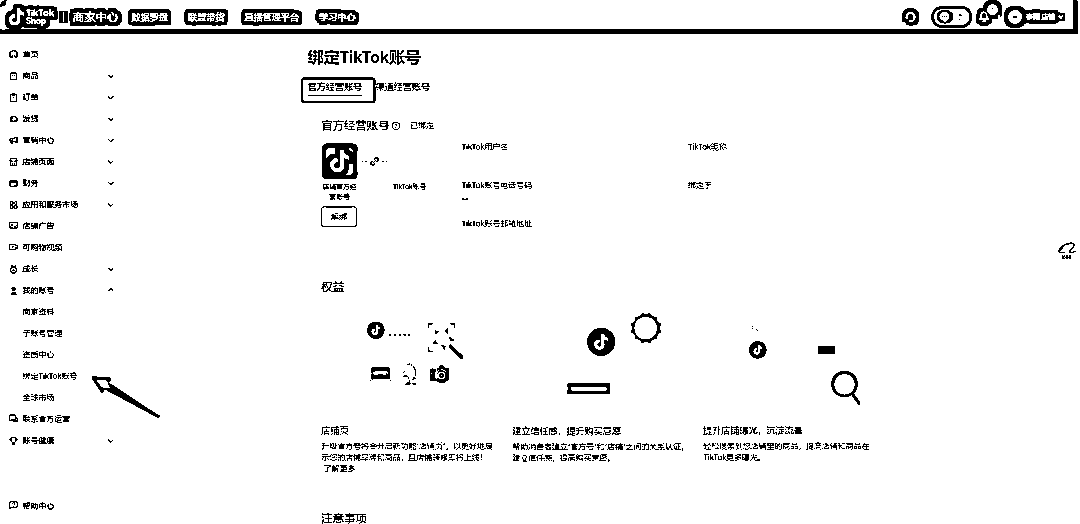 TikTok Shop 商家中心 数据罗盘 联盟带货 直播管理平台 学习中心
首页
商品
订单
发货
营销中心
店铺页面
财务
应用和服务市场
店铺广告
可购物视频
成长
我的账号
商家资料
子账号管理
资质中心
绑定TikTok账号
全球市场
联系官方运营
账号健康
帮助中心
绑定TikTok账号
官方经营账号 渠道经营账号
官方经营账号 已绑定
店铺官方经
营账号
TikTok账号
解绑
TikTok用户名 TikTok昵称
TikTok账号电话号码 绑定于
--
TikTok账号邮箱地址
权益
店铺页
升级官方号将会开启新功能“店铺页”，以更好地展
示您的店铺品牌和商品，且店铺装修即将上线！
了解更多
建立信任感，提升购买意愿
帮助消费者建立“官方号”和“店铺”之间的关系认证，
建立信任感，提高购买意愿。
提升店铺曝光，沉淀流量
轻松搜索到您店铺里的商品，提高店铺和商品在
TikTok更多曝光。
注意事项